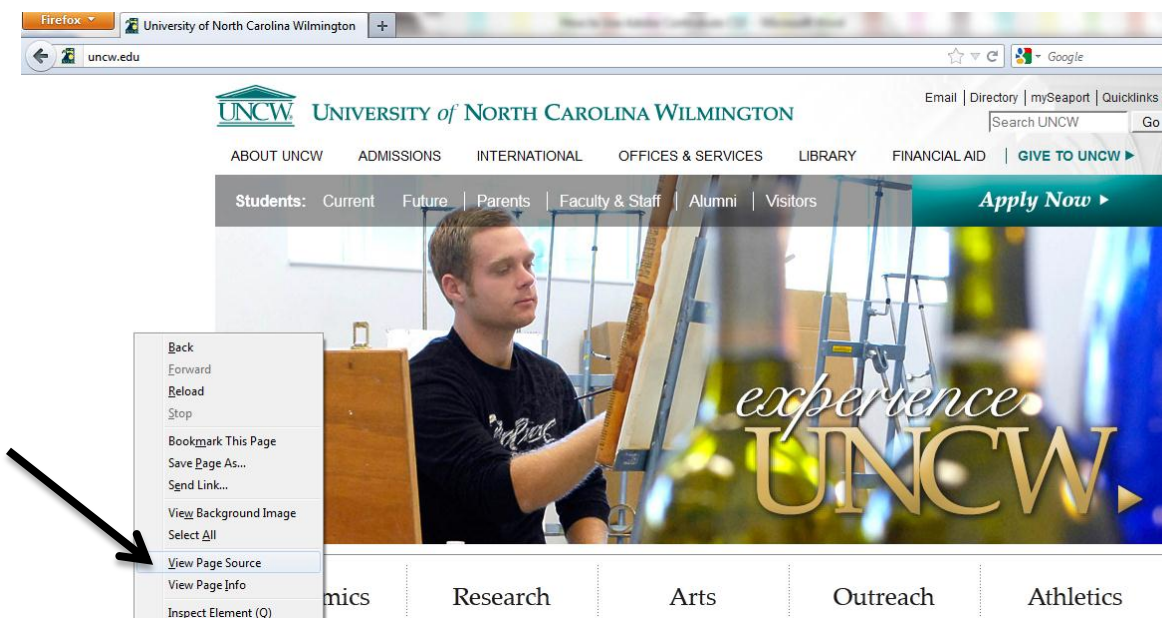 Firefox
University of North Carolina Wilmington +
uncw.edu
Google
UNCW UNIVERSITY of NORTH CAROLINA WILMINGTON
Email | Directory | mySeaport | Quicklinks
Search UNCW Go
ABOUT UNCW ADMISSIONS INTERNATIONAL OFFICES & SERVICES LIBRARY FINANCIAL AID | GIVE TO UNCW
Students: Current Future | Parents | Faculty & Staff | Alumni | Visitors
Apply Now
experience
UNCW
Back
Forward
Reload
Stop
Bookmark This Page
Save Page As...
Send Link...
View Background Image
Select All
View Page Source
View Page Info
Inspect Element (Q)
mics Research Arts Outreach Athletics